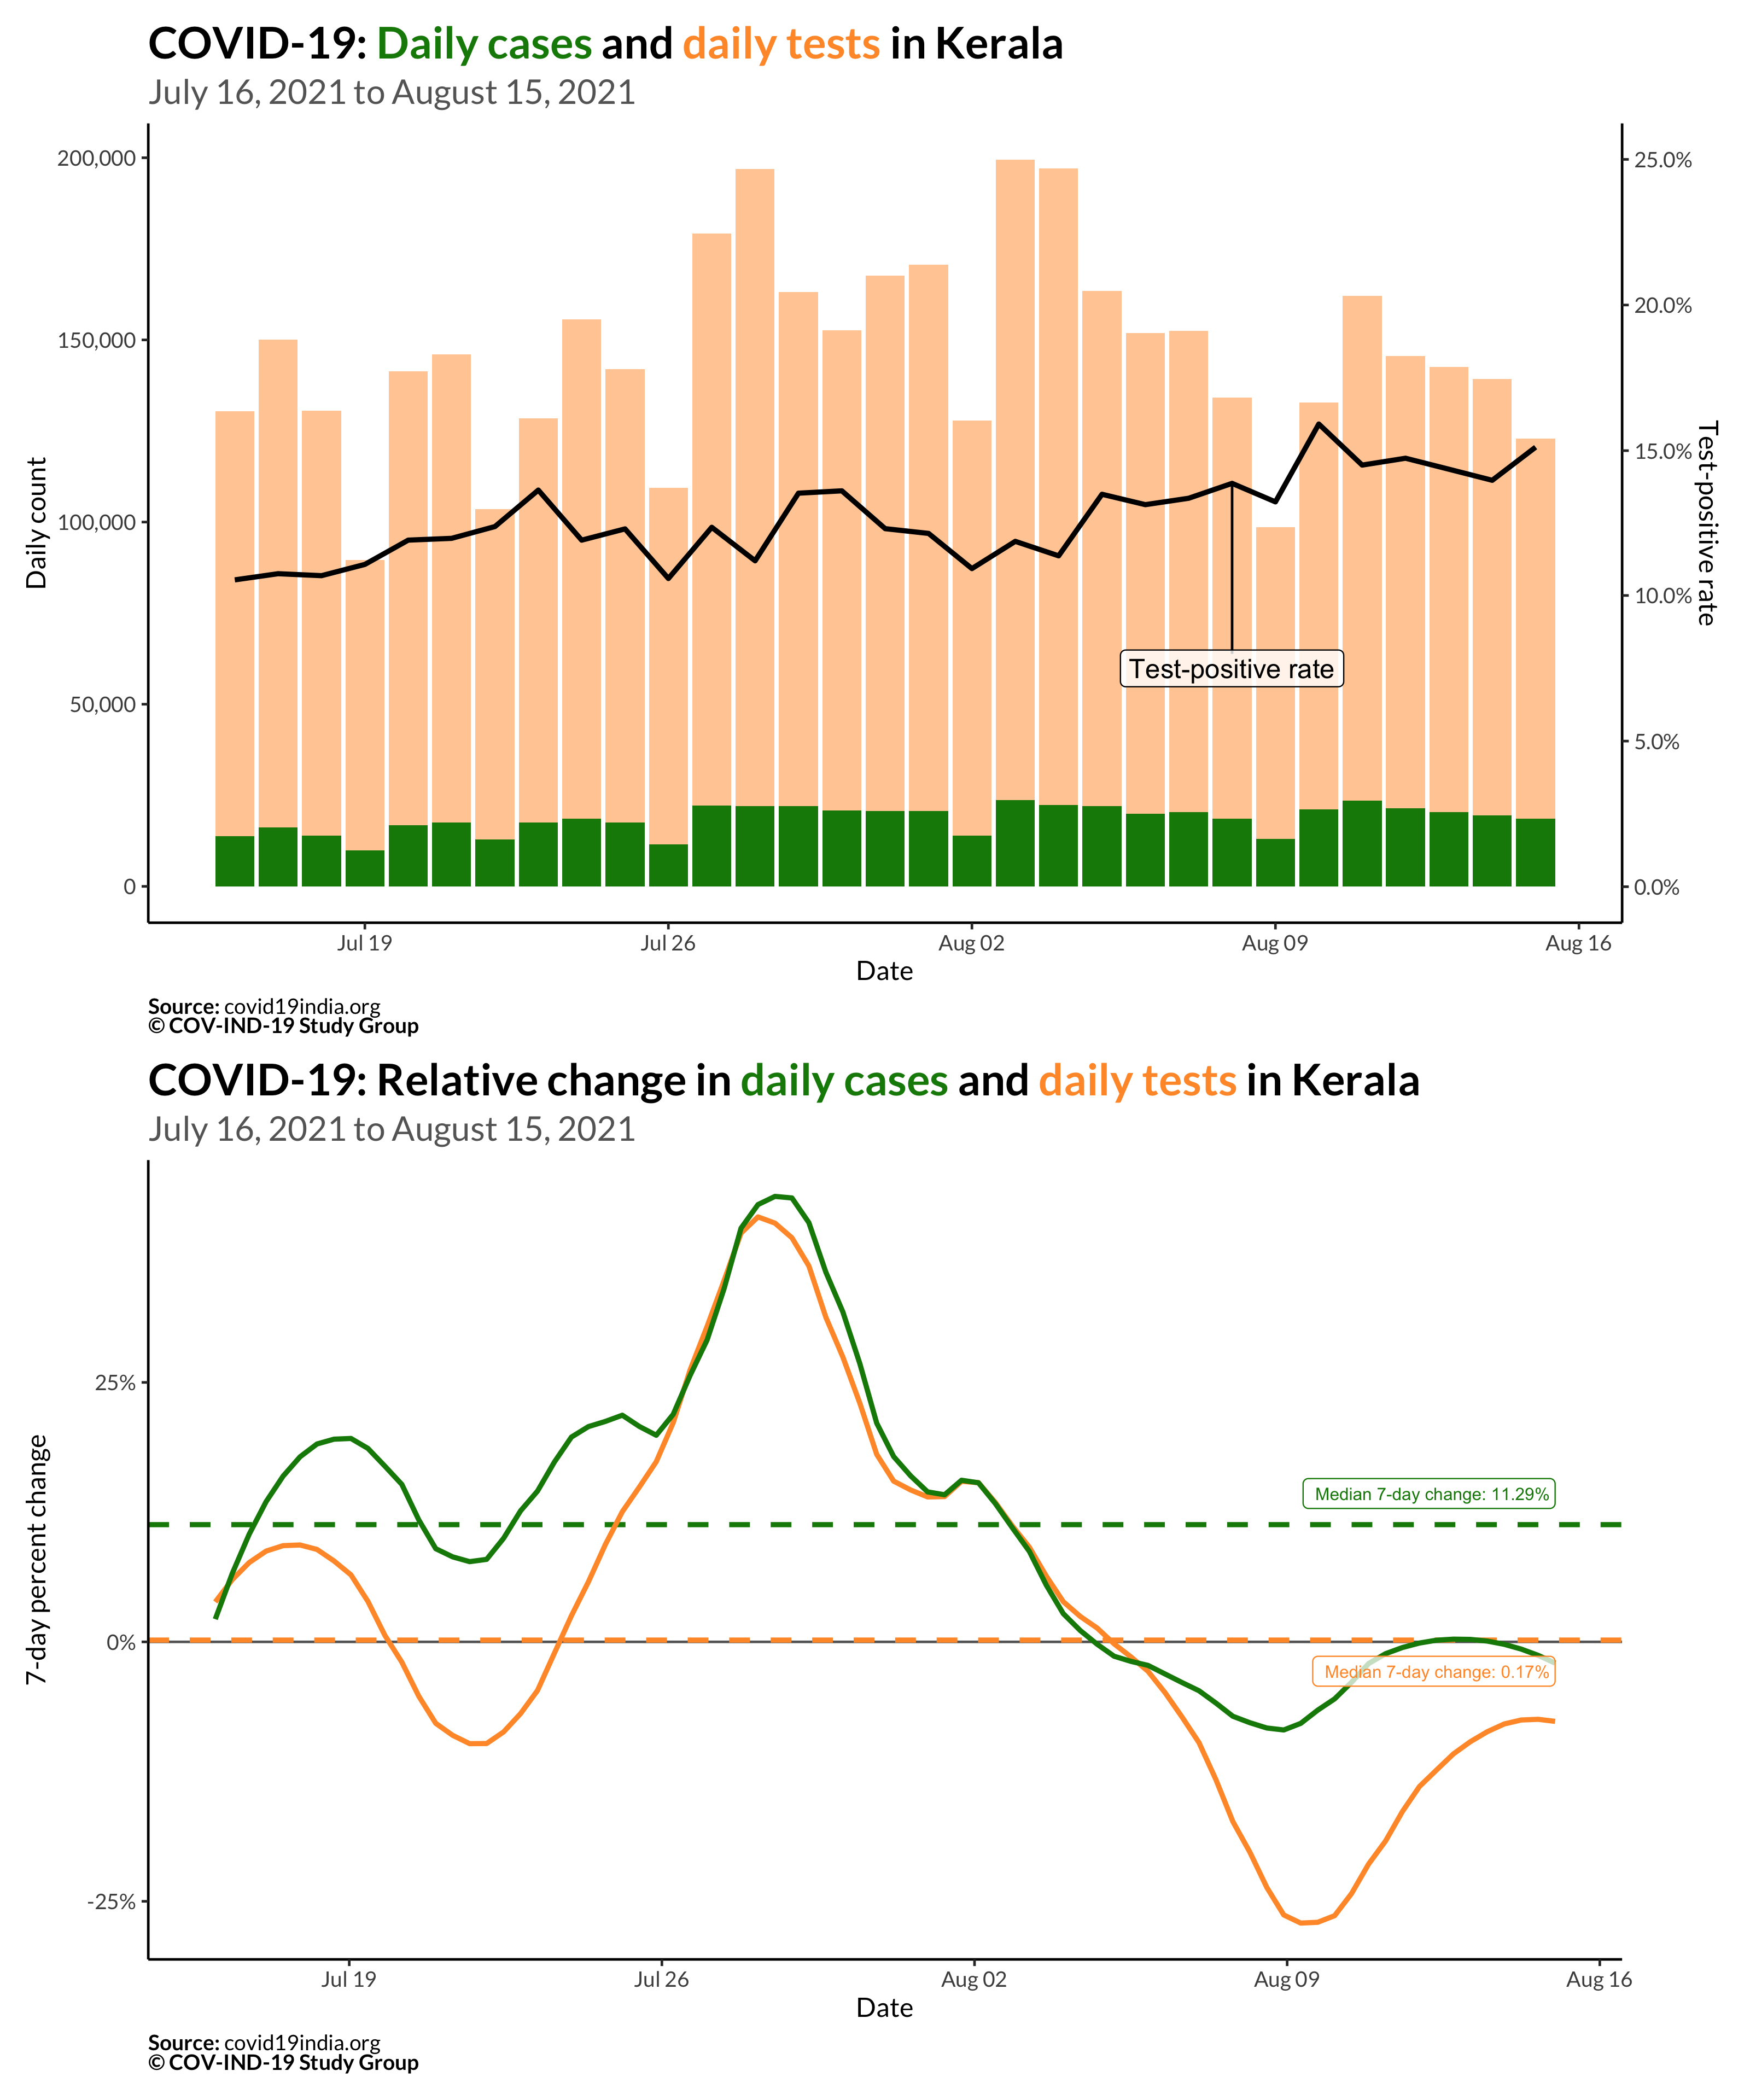 COVID-19: Daily cases and daily tests in Kerala
July 16, 2021 to August 15, 2021
200,000
150,000
100,000
50,000
0
Daily count
25.0%
20.0%
15.0%
10.0%
5.0%
0.0%
Test-positive rate
Test-positive rate
Jul 19
Jul 26
Aug 02
Aug 09
Aug 16
Date
Source: covid19india.org
© COV-IND-19 Study Group
COVID-19: Relative change in daily cases and daily tests in Kerala
July 16, 2021 to August 15, 2021
25%
0%
-25%
7-day percent change
Median 7-day change: 11.29%
Median 7-day change: 0.17%
Jul 19
Jul 26
Aug 02
Aug 09
Aug 16
Date
Source: covid19india.org
© COV-IND-19 Study Group